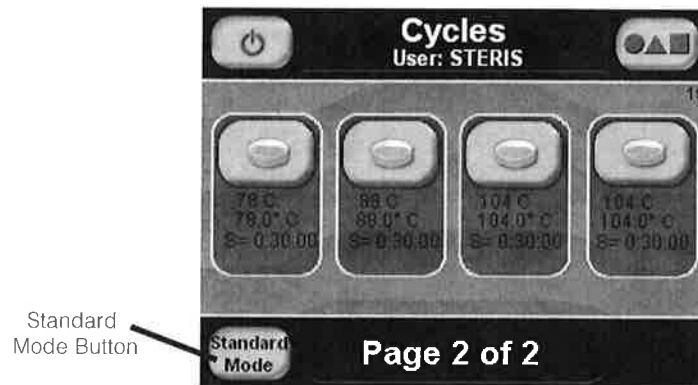 Cycles
User: STERIS
78 C
78.0° C
S= 0:30:00
88 C
88.0° C
S= 0:30:00
104 C
104.0° C
S= 0:30:00
104 C
104.0° C
S= 0:30:00
Standard
Mode Button
Standard
Mode
Page 2 of 2